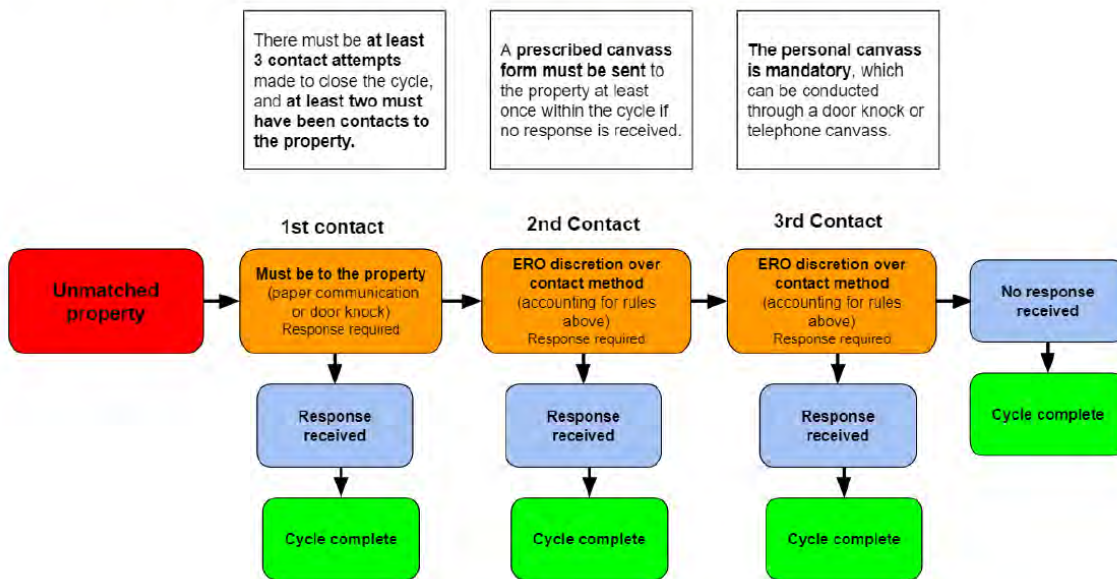 There must be at least
3 contact attempts
made to close the cycle,
and at least two must
have been contacts to
the property.
A prescribed canvass
form must be sent to
the property at least
once within the cycle if
no response is received.
The personal canvass
is mandatory, which
can be conducted
through a door knock or
telephone canvass.
1st contact
2nd Contact
3rd Contact
Unmatched
property
Must be to the property
(paper communication
or door knock)
Response required
ERO discretion over
contact method
(accounting for rules
above)
Response required
ERO discretion over
contact method
(accounting for rules
above)
Response required
No response
received
Response
received
Response
received
Response
received
Cycle complete
Cycle complete
Cycle complete
Cycle complete